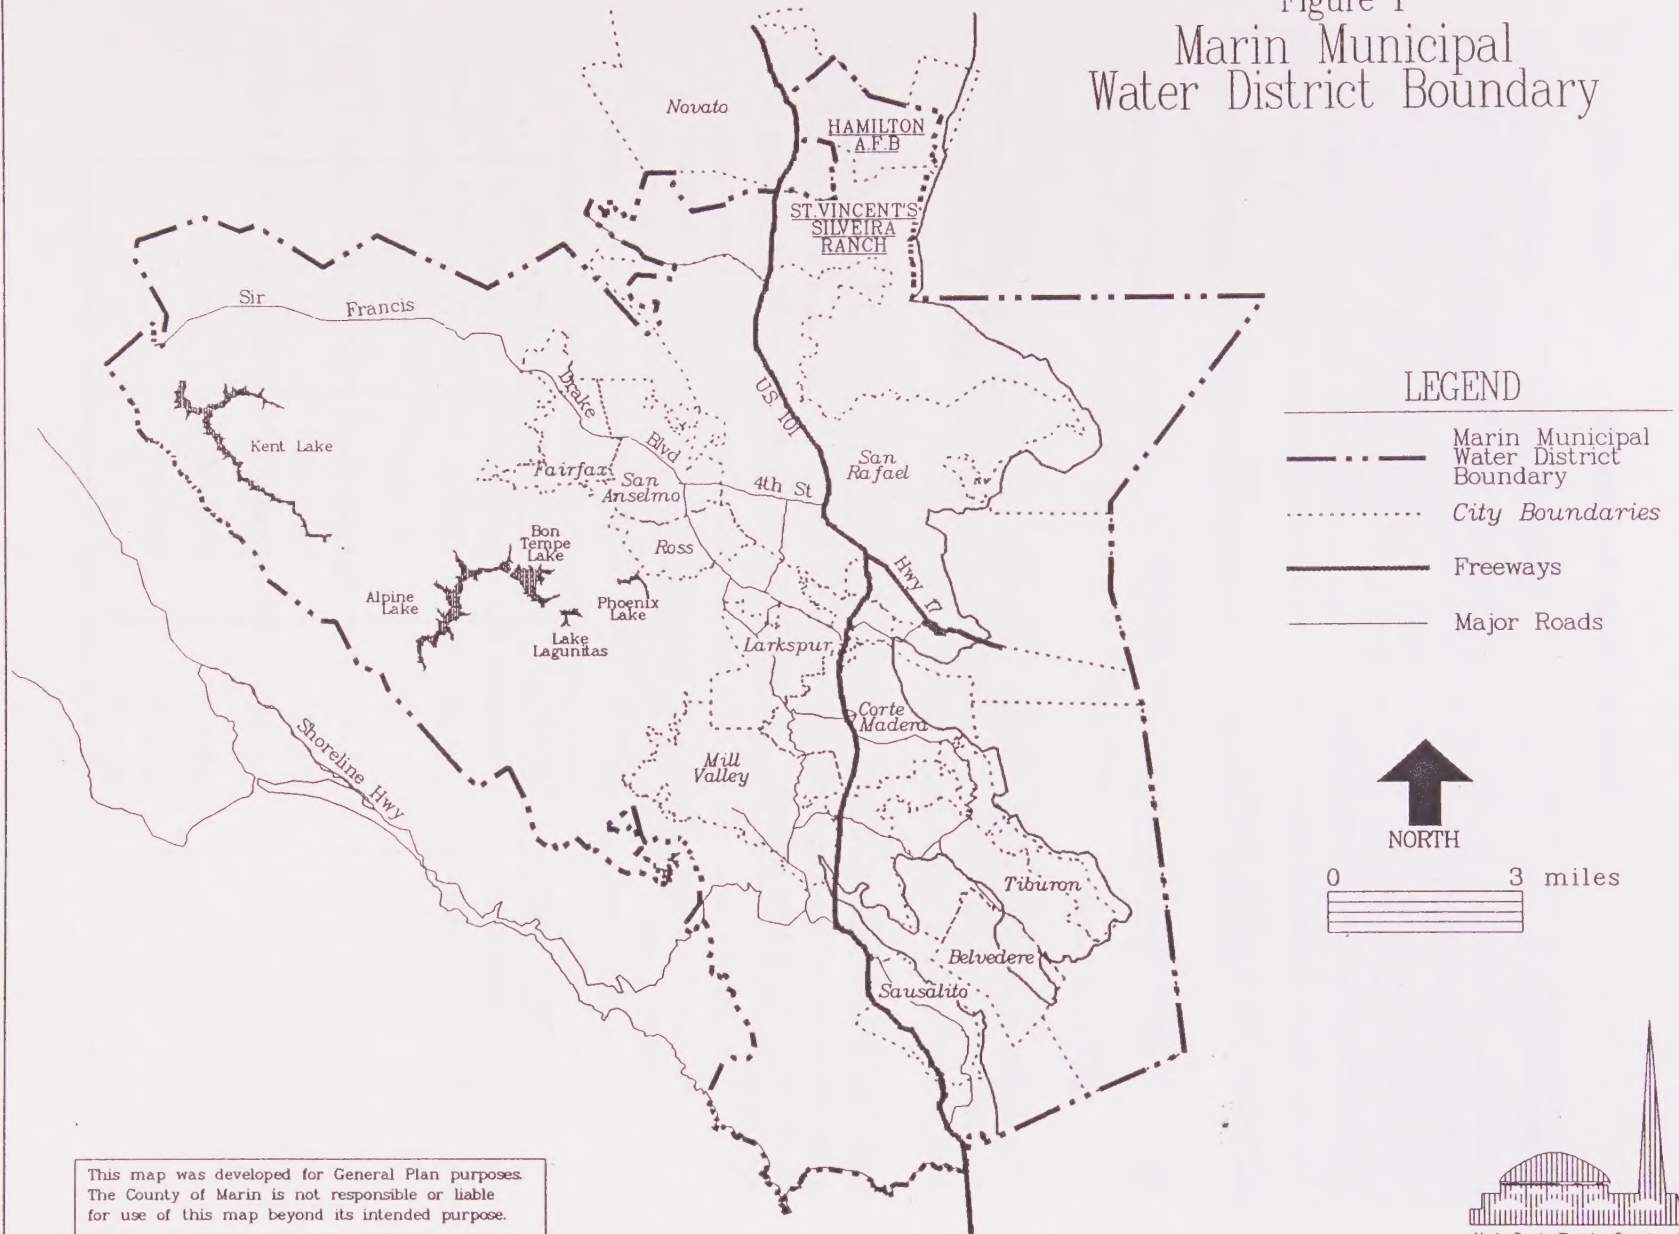 Figure 1
Marin Municipal
Water District Boundary
Novato
HAMILTON
A.F.B
ST.VINCENT'S
SILVEIRA
RANCH
Sir
Francis
Drake
Blvd
US. 101
Kent Lake
Fairfax
San
Anselmo
4th St
San
Rafael
Ross
Bon
Tempe
Lake
Alpine
Lake
Phoenix
Lake
Lake
Lagunitas
Hwy 17
Larkspur
Corte
Madera
Mill
Valley
Shoreline Hwy
Tiburon
Belvedere
Sausalito
LEGEND
Marin Municipal
Water District
Boundary
City Boundaries
Freeways
Major Roads
NORTH
0 3 miles
This map was developed for General Plan purposes.
The County of Marin is not responsible or liable
for use of this map beyond its intended purpose.